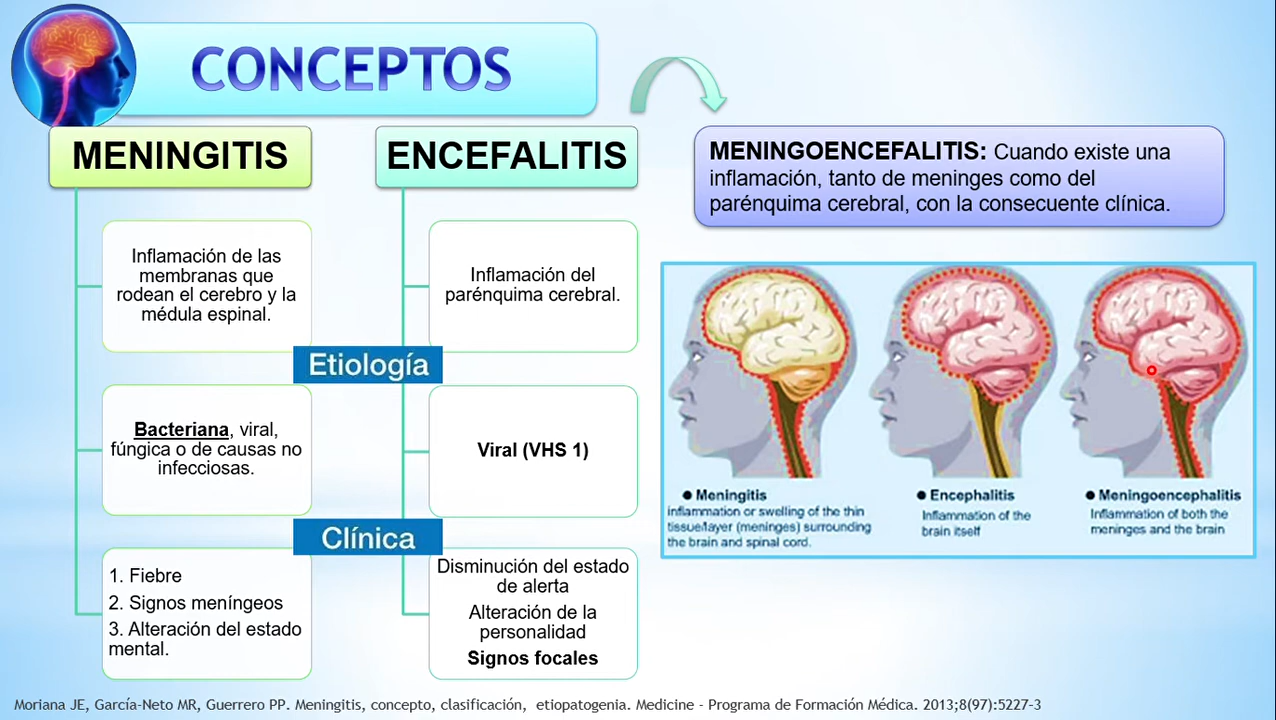 CONCEPTOS
MENINGITIS
Inflamación de las
membranas que
rodean el cerebro y la
médula espinal.
ENCEFALITIS
Inflamación del
parénquima cerebral.
Etiología
Bacteriana, viral,
fúngica o de causas no
infecciosas.
Viral (VHS 1)
Clínica
1. Fiebre
2. Signos meníngeos
3. Alteración del estado
mental.
Disminución del estado
de alerta
Alteración de la
personalidad
Signos focales
MENINGOENCEFALITIS: Cuando existe una
inflamación, tanto de meninges como del
parénquima cerebral, con la consecuente clínica.
● Meningitis
inflammation or swelling of the thin
tissue/layer (meninges) surrounding
the brain and spinal cord.
● Encephalitis
Inflammation of the
brain itself
● Meningoencephalitis
Inflammation of both the
meninges and the brain
Moriana JE, García-Neto MR, Guerrero PP. Meningitis, concepto, clasificación, etiopatogenia. Medicine - Programa de Formación Médica. 2013;8(97):5227-3